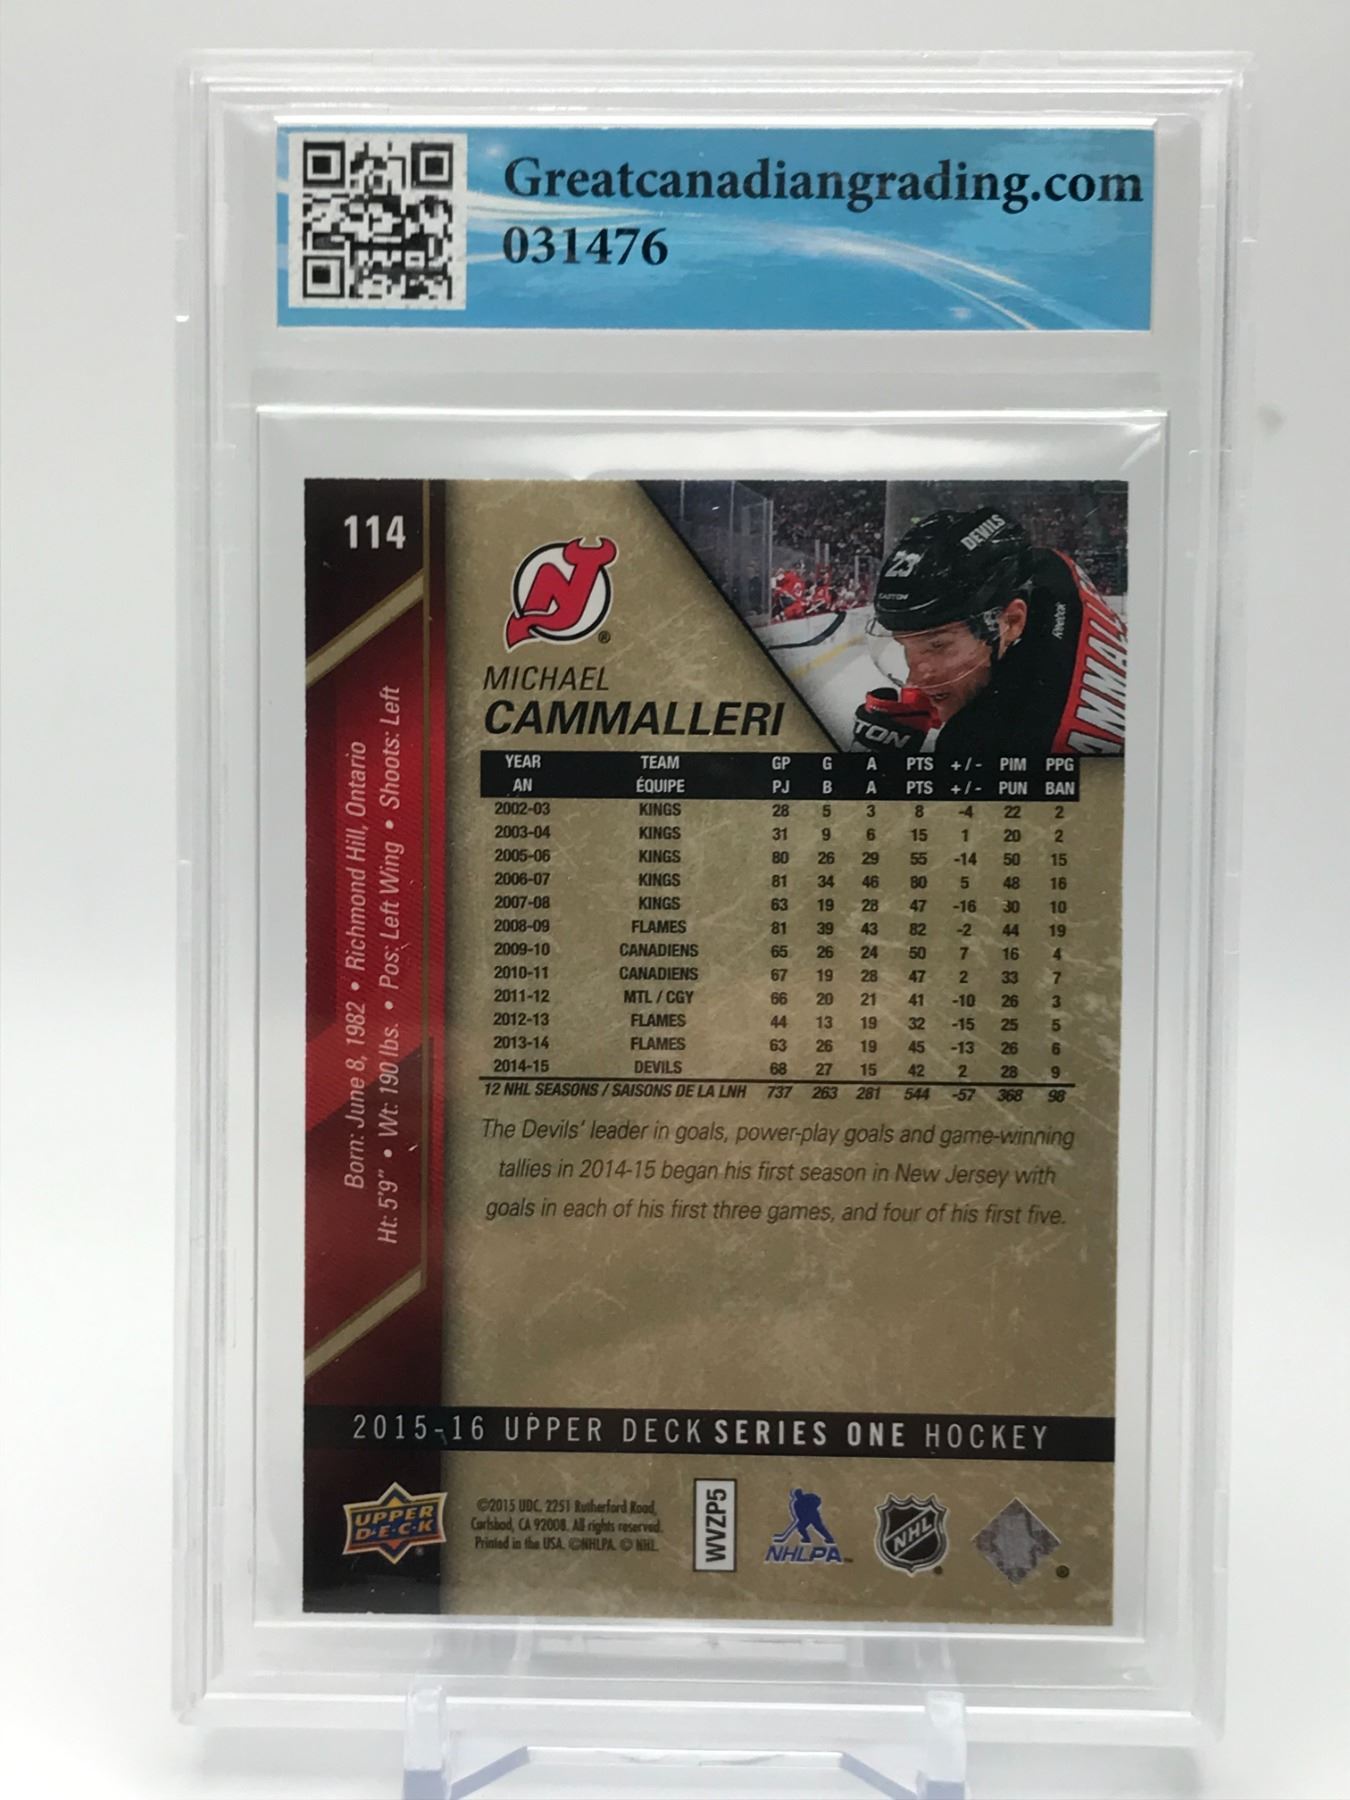 Greatcanadiangrading.com
031476
114
DEVILS
23
EASTON
Reebok
AMMALL
TON
MICHAEL
CAMMALLERI
YEAR TEAM GP G A PTS +/- PIM PPG
AN ÉQUIPE PJ B A PTS +/- PUN BAN
2002-03 KINGS 28 5 3 8 -4 22 2
2003-04 KINGS 31 9 6 15 1 20 2
2005-06 KINGS 80 26 29 55 -14 50 15
2006-07 KINGS 81 34 46 80 5 48 16
2007-08 KINGS 63 19 28 47 -16 30 10
2008-09 FLAMES 81 39 43 82 -2 44 19
2009-10 CANADIENS 65 26 24 50 7 16 4
2010-11 CANADIENS 67 19 28 47 2 33 7
2011-12 MTL / CGY 66 20 21 41 -10 26 3
2012-13 FLAMES 44 13 19 32 -15 25 5
2013-14 FLAMES 63 26 19 45 -13 26 6
2014-15 DEVILS 68 27 15 42 2 28 9
12 NHL SEASONS / SAISONS DE LA LNH 737 263 281 544 -57 368 98
Born: June 8, 1982 • Richmond Hill, Ontario
Ht: 5'9" • Wt: 190 lbs. • Pos: Left Wing • Shoots: Left
The Devils' leader in goals, power-play goals and game-winning
tallies in 2014-15 began his first season in New Jersey with
goals in each of his first three games, and four of his first five.
2015-16 UPPER DECK SERIES ONE HOCKEY
UPPER
D•E•C•K
©2015 UDC. 2251 Rutherford Road,
Carlsbad, CA 92008. All rights reserved.
Printed in the USA. ©NHLPA. © NHL.
WVZP5
NHLPA
NHL